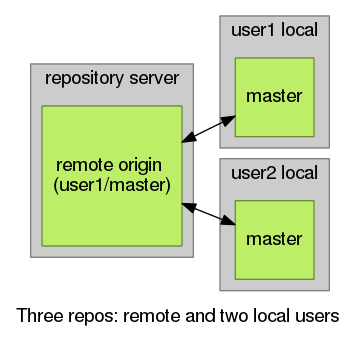 user1 local
repository server
master
remote origin
(user1/master)
user2 local
master
Three repos: remote and two local users